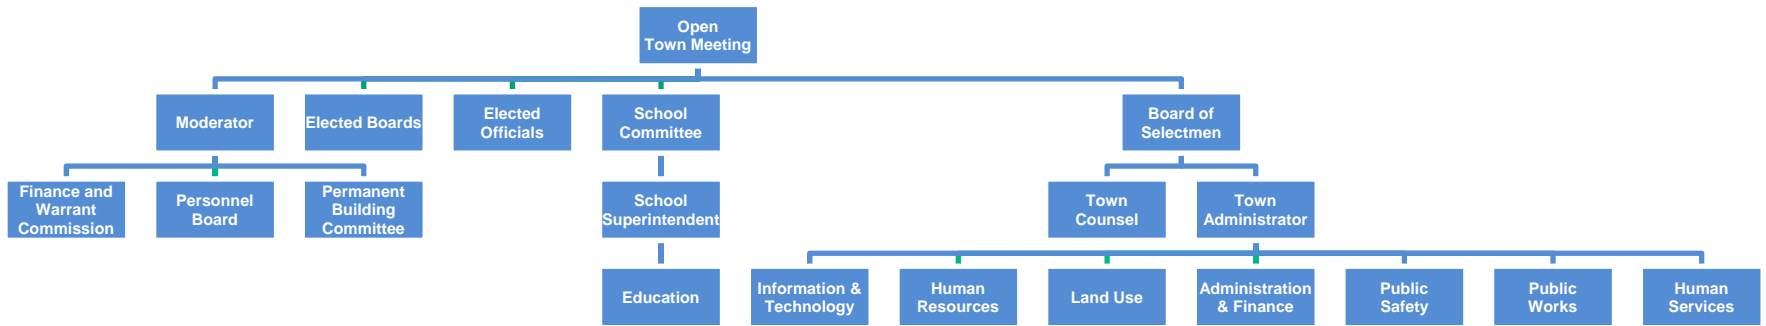 Open
Town Meeting
Moderator
Elected Boards
Elected
Officials
School
Committee
Board of
Selectmen
Finance and
Warrant
Commission
Personnel
Board
Permanent
Building
Committee
School
Superintendent
Town
Counsel
Town
Administrator
Education
Information &
Technology
Human
Resources
Land Use
Administration
& Finance
Public
Safety
Public
Works
Human
Services